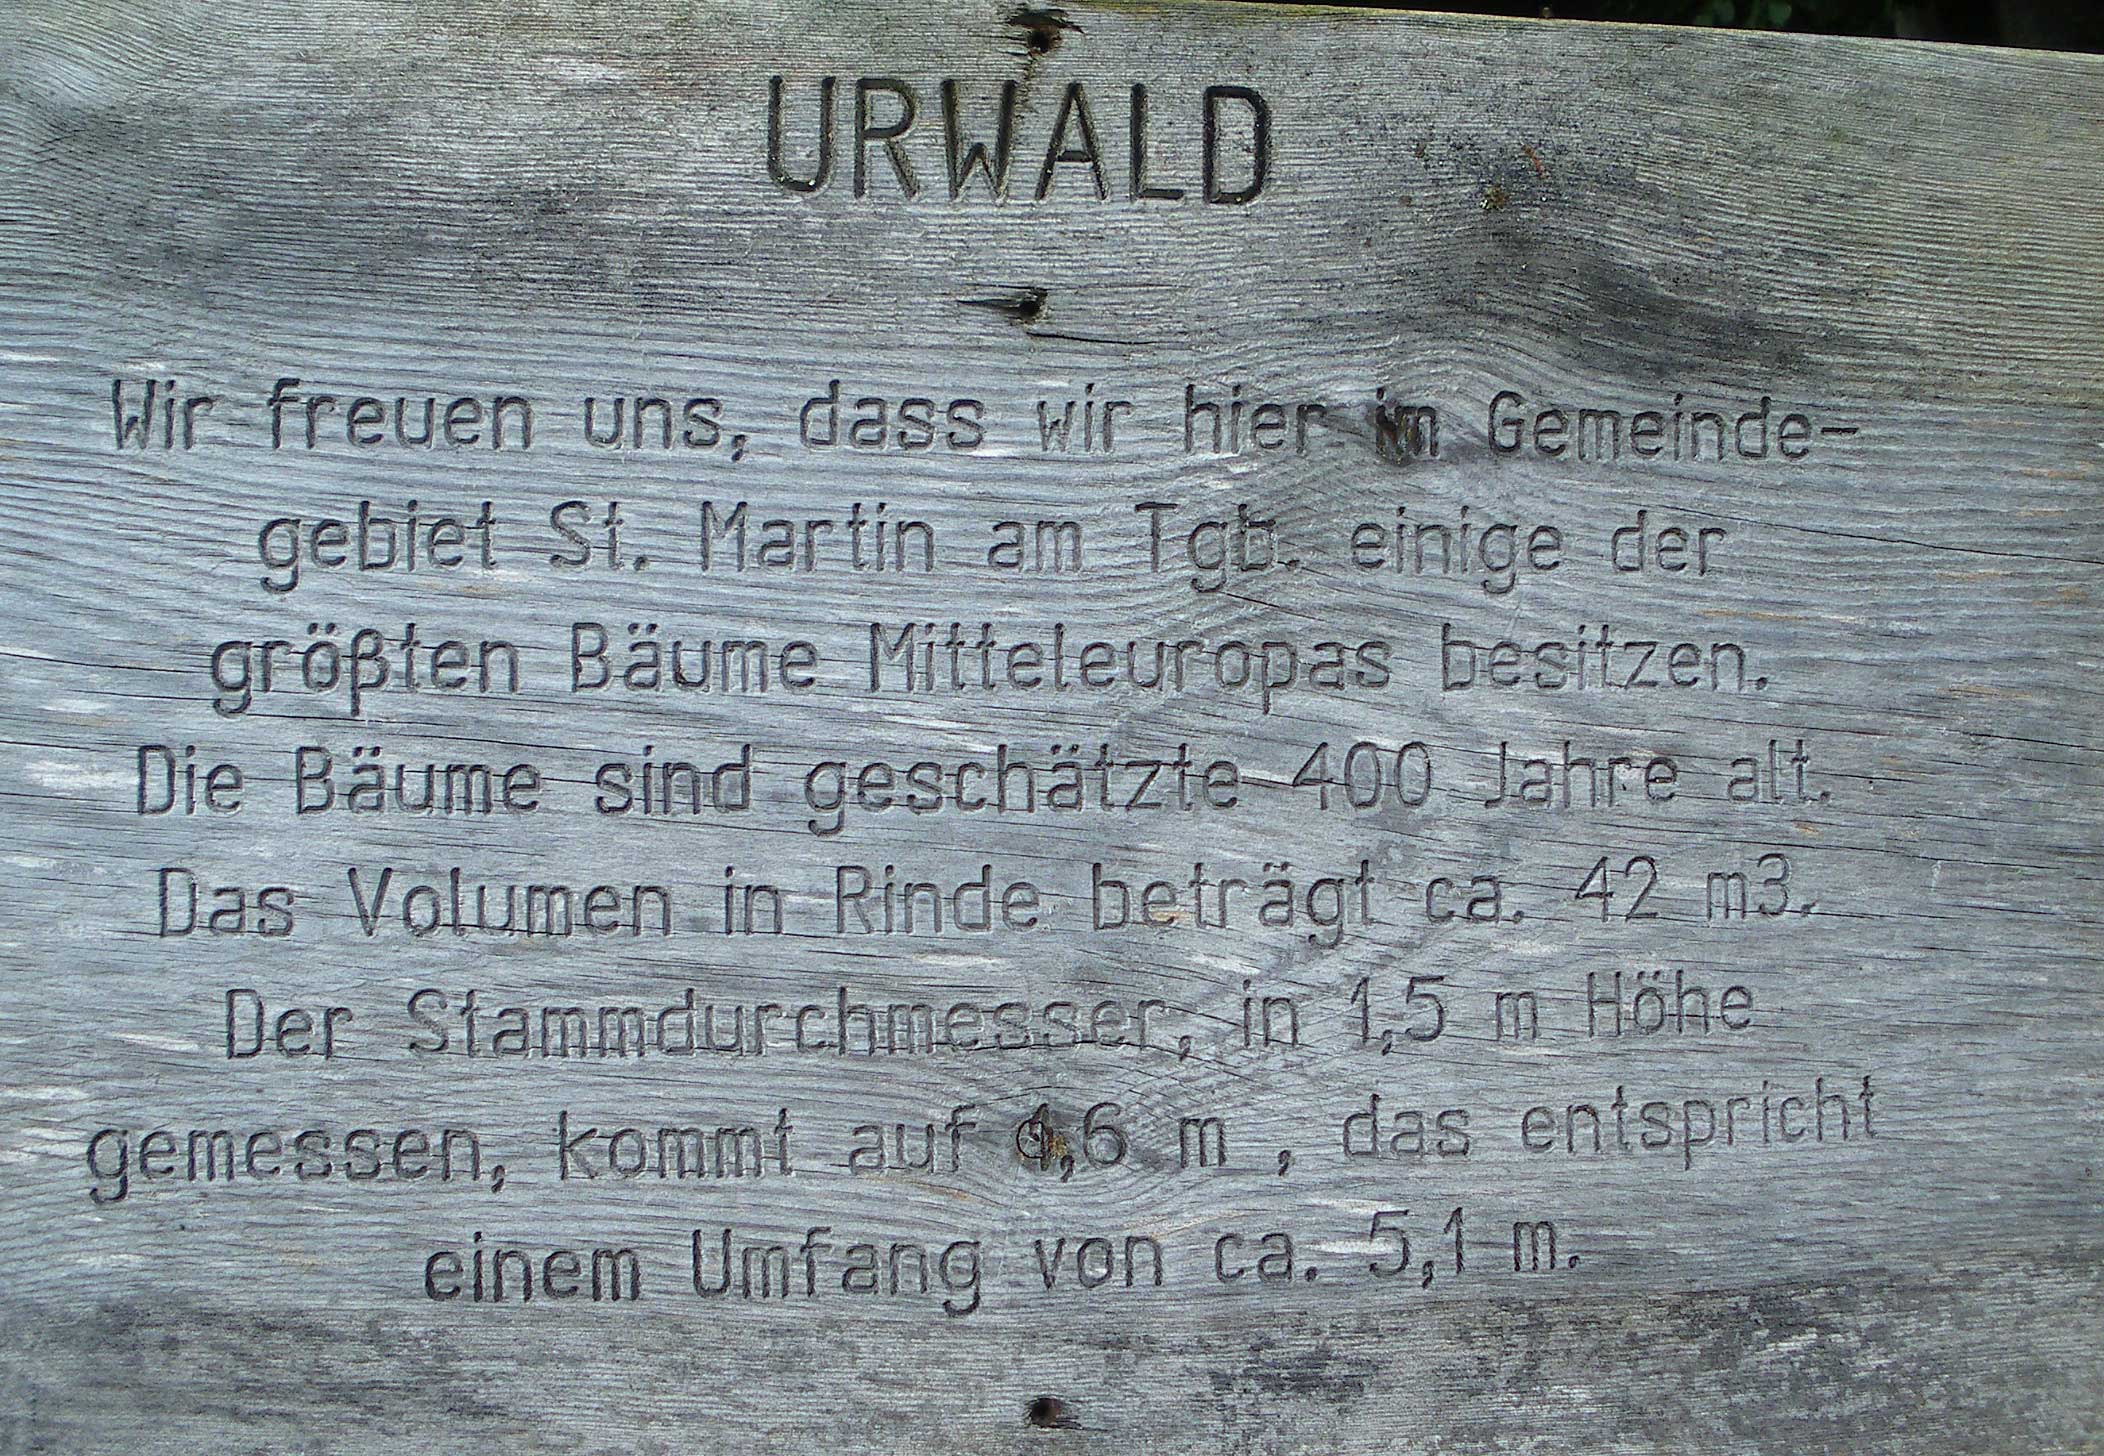 URWALD
Wir freuen uns, dass wir hier im Gemeinde-
gebiet St. Martin am Tgb. einige der
größten Bäume Mitteleuropas besitzen.
Die Bäume sind geschätzte 400 Jahre alt.
Das Volumen in Rinde beträgt ca. 42 m3.
Der Stammdurchmesser, in 1,5 m Höhe
gemessen, kommt auf 1,6 m , das entspricht
einem Umfang von ca. 5,1 m.